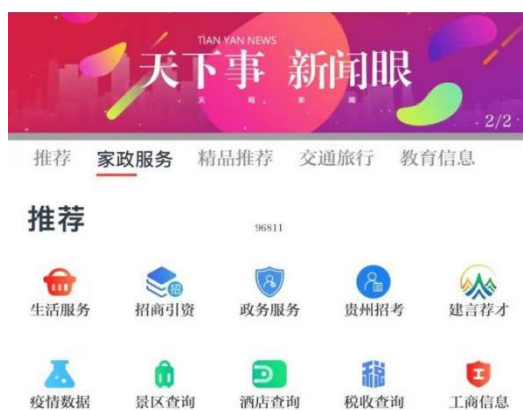 TIAN YAN NEWS
天下事 新闻眼
天 眼 新 闻
2/2
推荐 家政服务 精品推荐 交通旅行 教育信息
推荐
96811
招
生活服务 招商引资 政务服务 贵州招考 建言荐才
税
疫情数据 景区查询 酒店查询 税收查询 工商信息